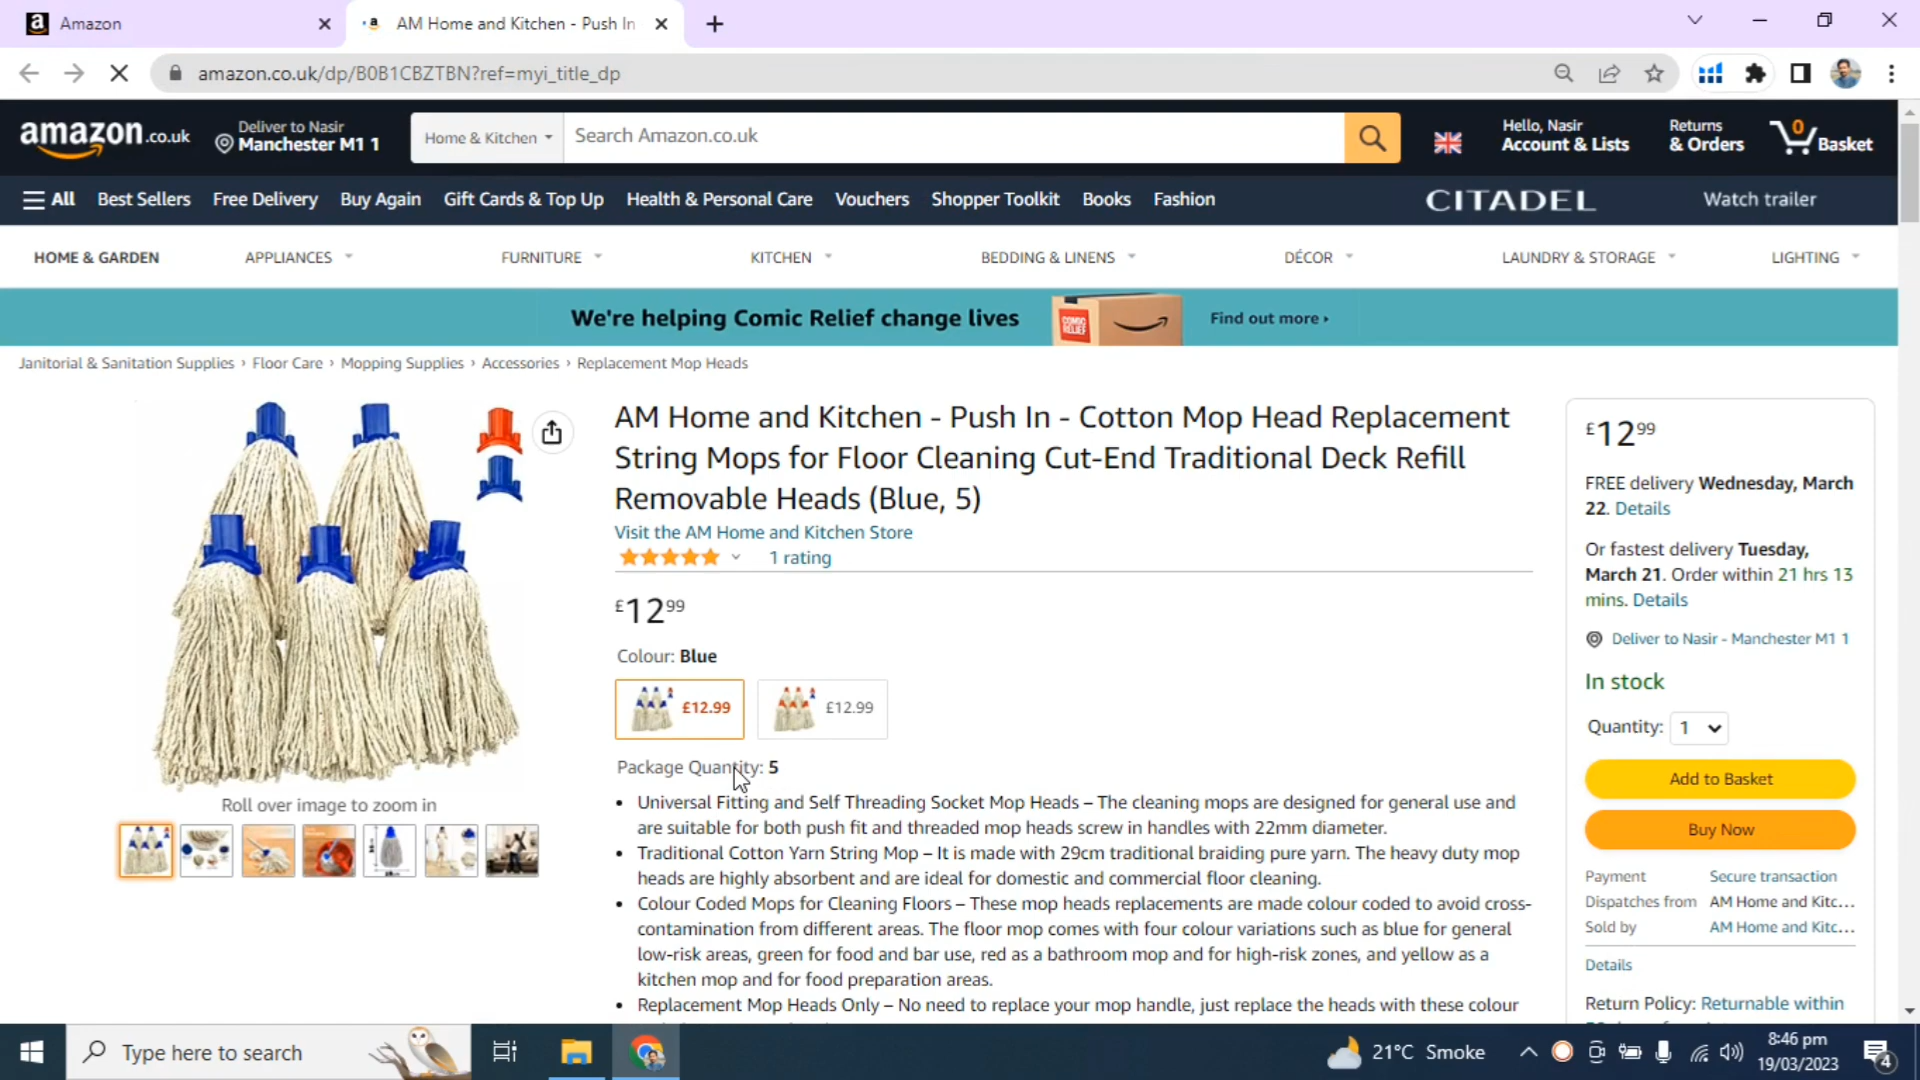 Amazon
AM Home and Kitchen - Push In
amazon.co.uk/dp/B0B1CBZTBN?ref=myi_title_dp
amazon.co.uk
Deliver to Nasir
Manchester M1 1
Home & Kitchen
Search Amazon.co.uk
Hello, Nasir
Account & Lists
Returns
& Orders
0
Basket
All Best Sellers Free Delivery Buy Again Gift Cards & Top Up Health & Personal Care Vouchers Shopper Toolkit Books Fashion
CITADEL Watch trailer
HOME & GARDEN APPLIANCES FURNITURE KITCHEN BEDDING & LINENS DÉCOR LAUNDRY & STORAGE LIGHTING
We're helping Comic Relief change lives
COMIC
RELIEF
Find out more ›
Janitorial & Sanitation Supplies › Floor Care › Mopping Supplies › Accessories › Replacement Mop Heads
AM Home and Kitchen - Push In - Cotton Mop Head Replacement
String Mops for Floor Cleaning Cut-End Traditional Deck Refill
Removable Heads (Blue, 5)
Visit the AM Home and Kitchen Store
1 rating
£12 99
Colour: Blue
£12.99
£12.99
Package Quantity: 5
• Universal Fitting and Self Threading Socket Mop Heads – The cleaning mops are designed for general use and
are suitable for both push fit and threaded mop heads screw in handles with 22mm diameter.
• Traditional Cotton Yarn String Mop – It is made with 29cm traditional braiding pure yarn. The heavy duty mop
heads are highly absorbent and are ideal for domestic and commercial floor cleaning.
• Colour Coded Mops for Cleaning Floors – These mop heads replacements are made colour coded to avoid cross-
contamination from different areas. The floor mop comes with four colour variations such as blue for general
low-risk areas, green for food and bar use, red as a bathroom mop and for high-risk zones, and yellow as a
kitchen mop and for food preparation areas.
• Replacement Mop Heads Only – No need to replace your mop handle, just replace the heads with these colour
Roll over image to zoom in
£12 99
FREE delivery Wednesday, March
22. Details
Or fastest delivery Tuesday,
March 21. Order within 21 hrs 13
mins. Details
Deliver to Nasir - Manchester M1 1
In stock
Quantity: 1
Add to Basket
Buy Now
Payment Secure transaction
Dispatches from AM Home and Kitc...
Sold by AM Home and Kitc...
Details
Return Policy: Returnable within
Type here to search
21°C Smoke
8:46 pm
19/03/2023
4